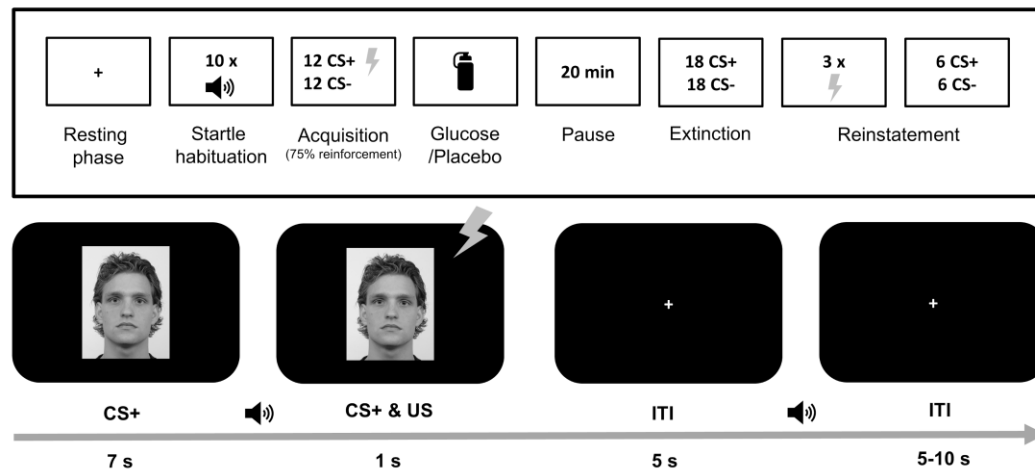 +
10 x
12 CS+
12 CS-
20 min
18 CS+
18 CS-
3 x
6 CS+
6 CS-
Resting
phase
Startle
habituation
Acquisition
(75% reinforcement)
Glucose
/Placebo
Pause
Extinction
Reinstatement
+
+
CS+
CS+ & US
ITI
ITI
7 s
1 s
5 s
5-10 s